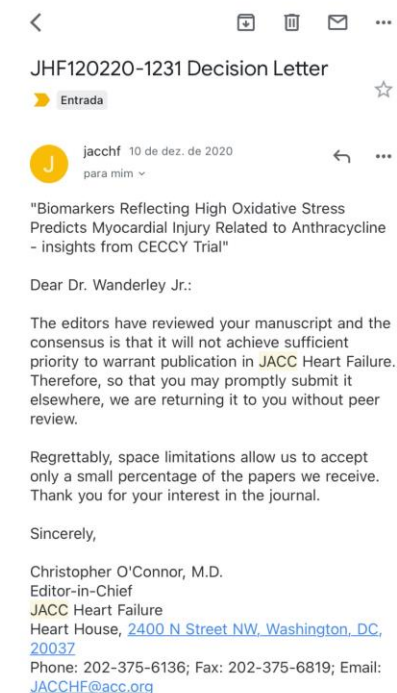 JHF120220-1231 Decision Letter
Entrada
J
jacchf 10 de dez. de 2020
para mim
"Biomarkers Reflecting High Oxidative Stress
Predicts Myocardial Injury Related to Anthracycline
- insights from CECCY Trial"
Dear Dr. Wanderley Jr.:
The editors have reviewed your manuscript and the
consensus is that it will not achieve sufficient
priority to warrant publication in JACC Heart Failure.
Therefore, so that you may promptly submit it
elsewhere, we are returning it to you without peer
review.
Regrettably, space limitations allow us to accept
only a small percentage of the papers we receive.
Thank you for your interest in the journal.
Sincerely,
Christopher O'Connor, M.D.
Editor-in-Chief
JACC Heart Failure
Heart House, 2400 N Street NW, Washington, DC,
20037
Phone: 202-375-6136; Fax: 202-375-6819; Email:
JACCHF@acc.org